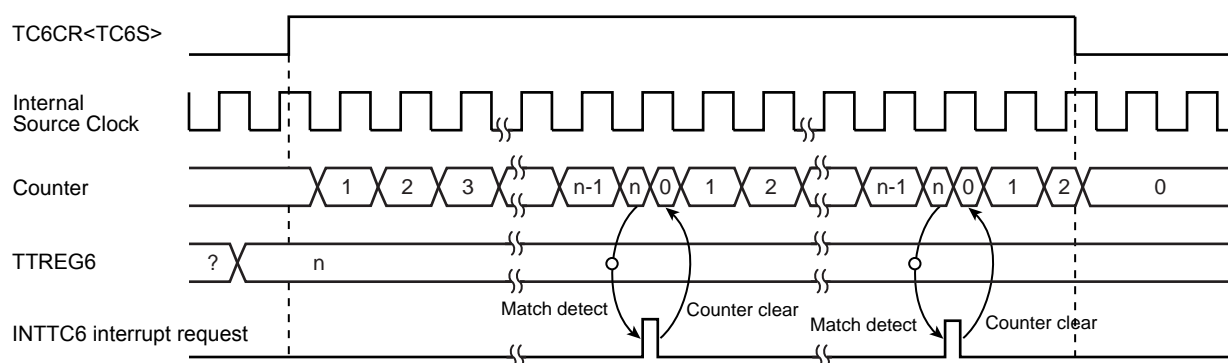 TC6CR<TC6S>
Internal
Source Clock
Counter
1 2 3 n-1 n 0 1 2 n-1 n 0 1 2 0
TTREG6
? n
Match detect Counter clear Match detect Counter clear
INTTC6 interrupt request